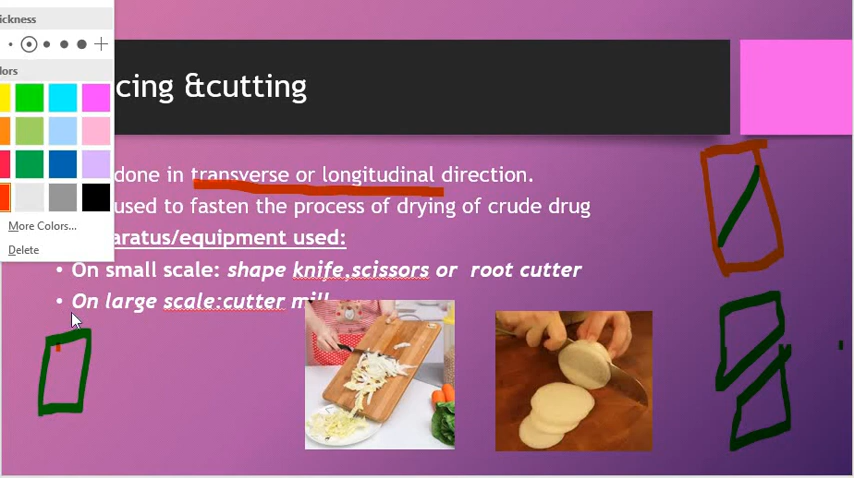 ickness
lors
cing &cutting
done in transverse or longitudinal direction.
used to fasten the process of drying of crude drug
aratus/equipment used:
• On small scale: shape knife,scissors or root cutter
• On large scale:cutter mill
More Colors...
Delete